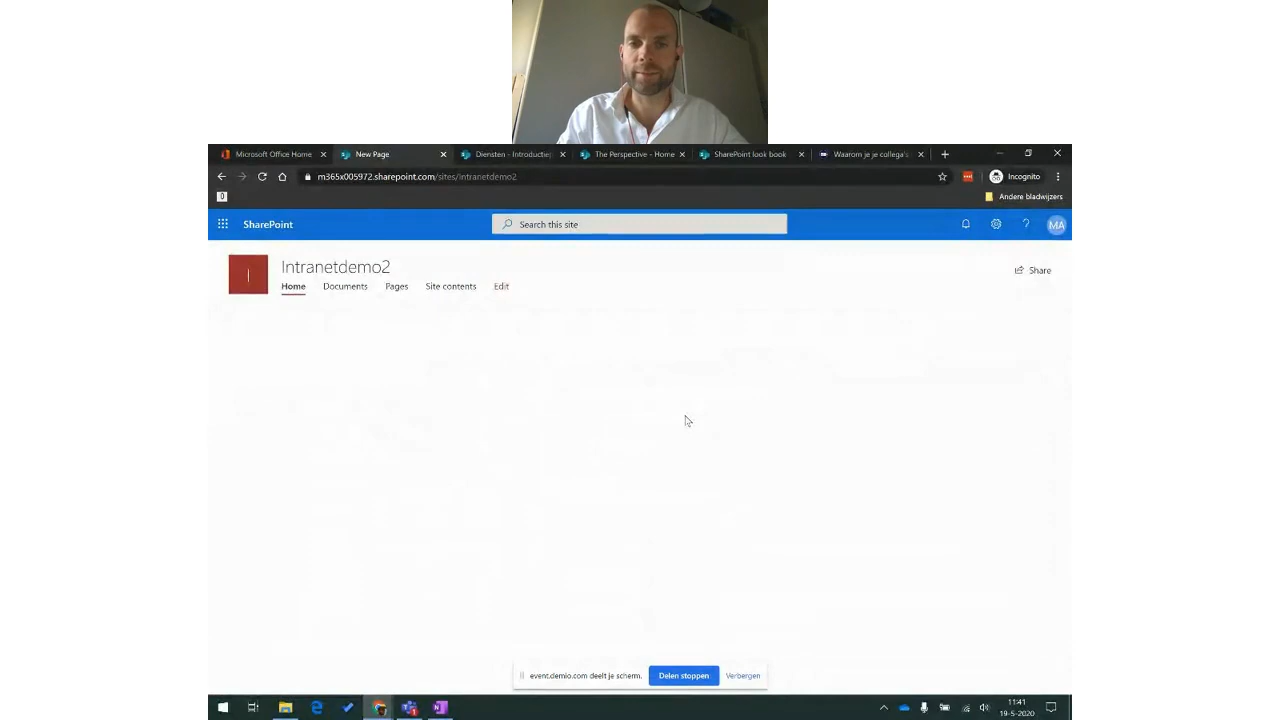 Microsoft Office Home
New Page
Diensten - Introductie
The Perspective - Home
SharePoint look book
Waarom je je collega's
m365x005972.sharepoint.com/sites/Intranetdemo2
Incognito
Andere bladwijzers
SharePoint
Search this site
MA
I
Intranetdemo2
Share
Home
Documents
Pages
Site contents
Edit
event.demio.com deelt je scherm.
Delen stoppen
Verbergen
11:41
19-5-2020